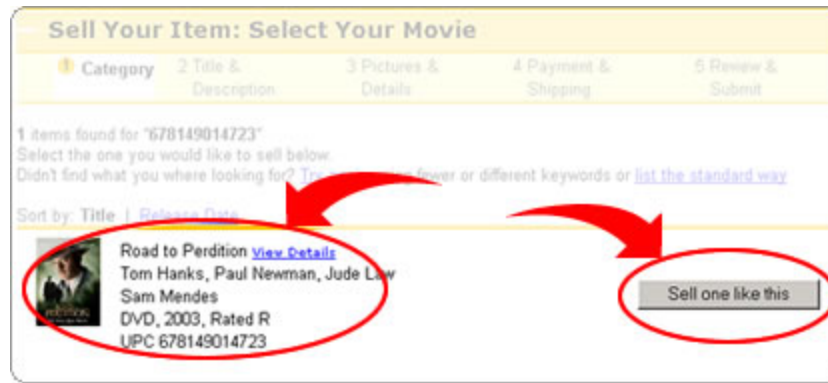 Sell Your Item: Select Your Movie
1 Category 2 Title & Description 3 Pictures & Details 4 Payment & Shipping 5 Review & Submit
1 items found for "678149014723"
Select the one you would like to sell below.
Didn't find what you where looking for? Try fewer or different keywords or list the standard way
Sort by: Title | Release Date
Road to Perdition View Details
Tom Hanks, Paul Newman, Jude Law
Sam Mendes
DVD, 2003, Rated R
UPC 678149014723
Sell one like this